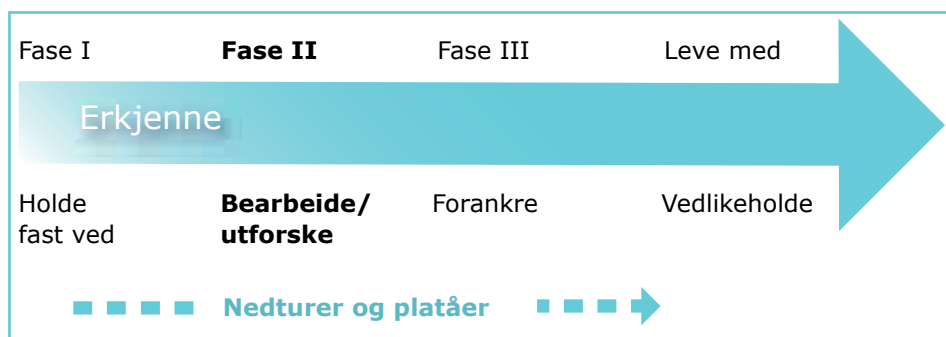 Fase I Fase II Fase III Leve med
Erkjenne
Holde Bearbeide/ Forankre Vedlikeholde
fast ved utforske
Nedturer og platåer